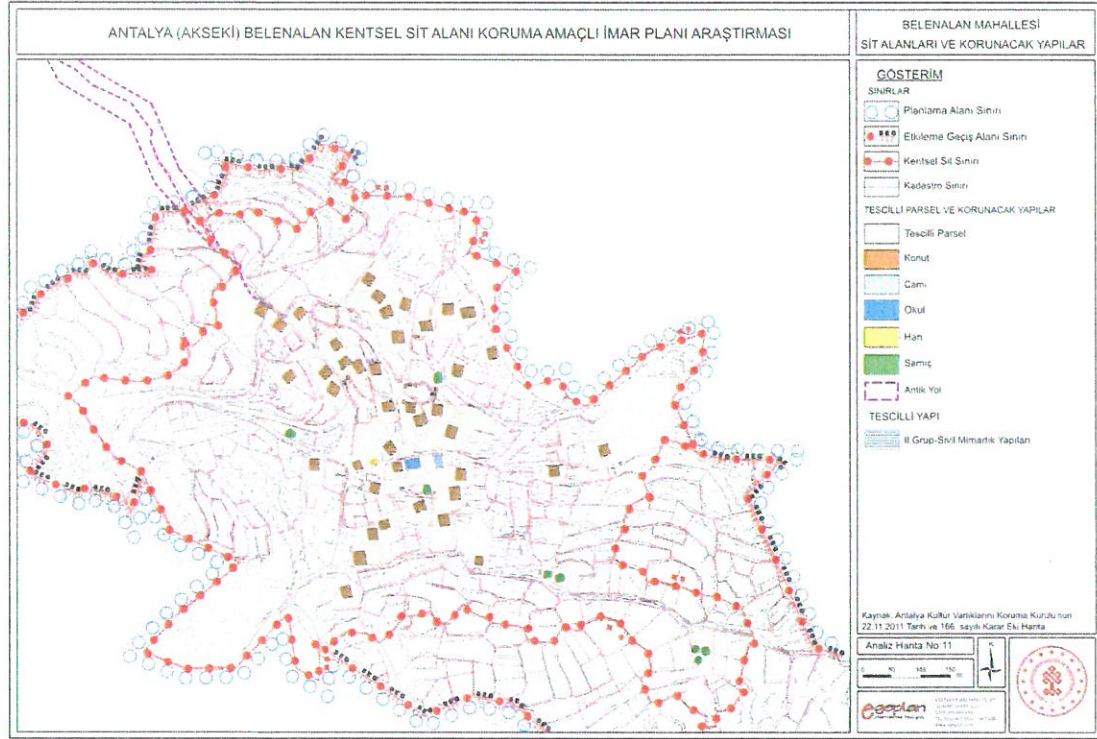 ANTALYA (AKSEKİ) BELENALAN KENTSEL SİT ALANI KORUMA AMAÇLI İMAR PLANI ARAŞTIRMASI
BELENALAN MAHALLESİ
SİT ALANLARI VE KORUNACAK YAPILAR
GÖSTERİM
SINIRLAR
Planlama Alanı Sınırı
Etkileme Geçiş Alanı Sınırı
Kentsel Sit Sınırı
Kadastro Sınırı
TESCİLLİ PARSEL VE KORUNACAK YAPILAR
Tescilli Parsel
Konut
Cami
Okul
Han
Sarnıç
Antik Yol
TESCİLLİ YAPI
II.Grup-Sivil Mimarlık Yapıları
Kaynak: Antalya Kültür Varlıklarını Koruma Kurulu'nun
22.11.2011 Tarih ve 166 sayılı Karar Eki Harita
Analiz Harita No:11
K
0 50 100 150
m
egeplan